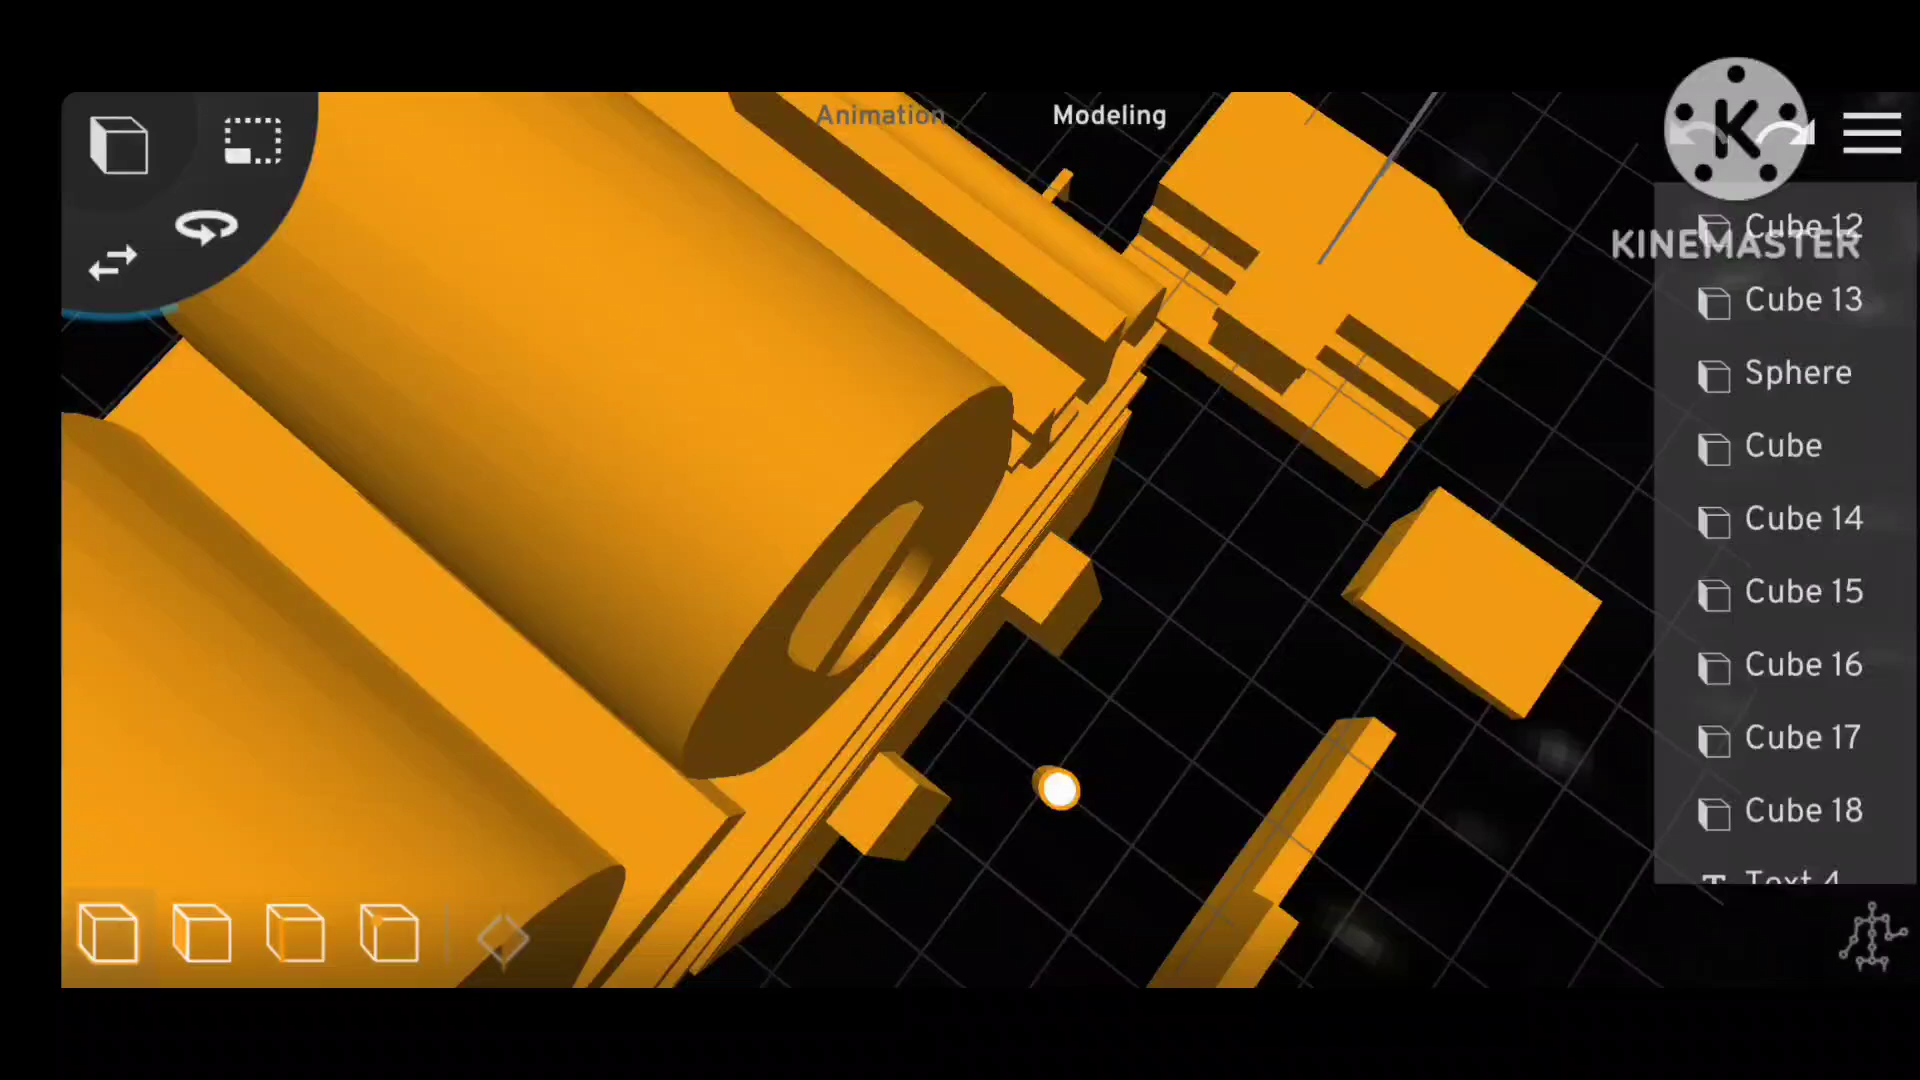 Animation
Modeling
K
KINEMASTER
Cube 12
Cube 13
Sphere
Cube
Cube 14
Cube 15
Cube 16
Cube 17
Cube 18
Text 4